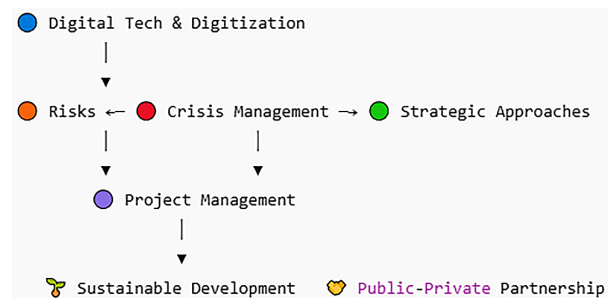 Digital Tech & Digitization
Risks Crisis Management Strategic Approaches
Project Management
Sustainable Development Public-Private Partnership